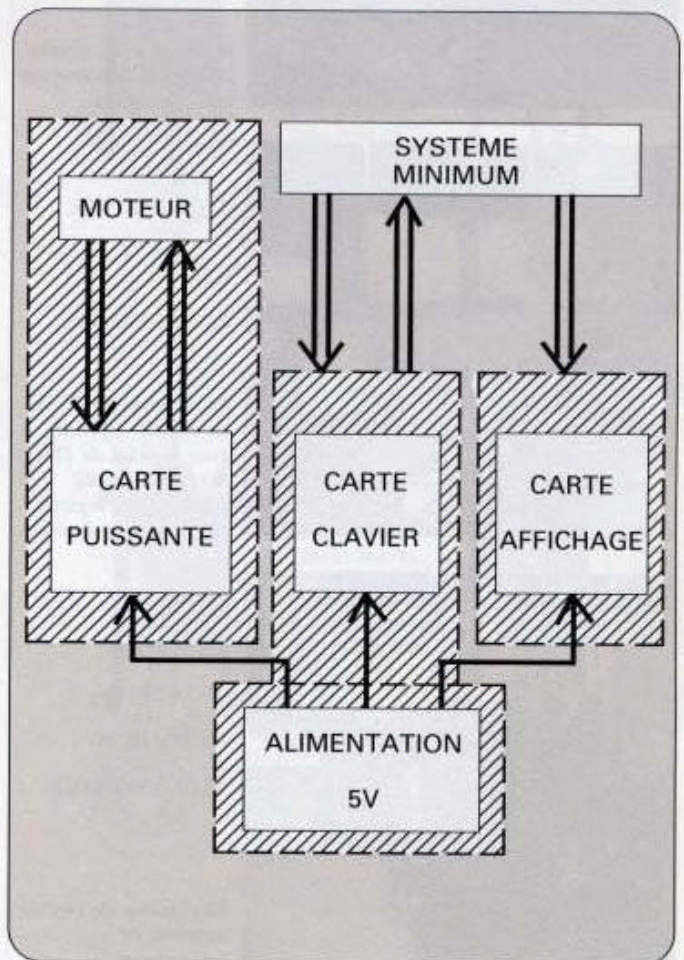 SYSTEME
MINIMUM
MOTEUR
CARTE
PUISSANTE
CARTE
CLAVIER
CARTE
AFFICHAGE
ALIMENTATION
5V